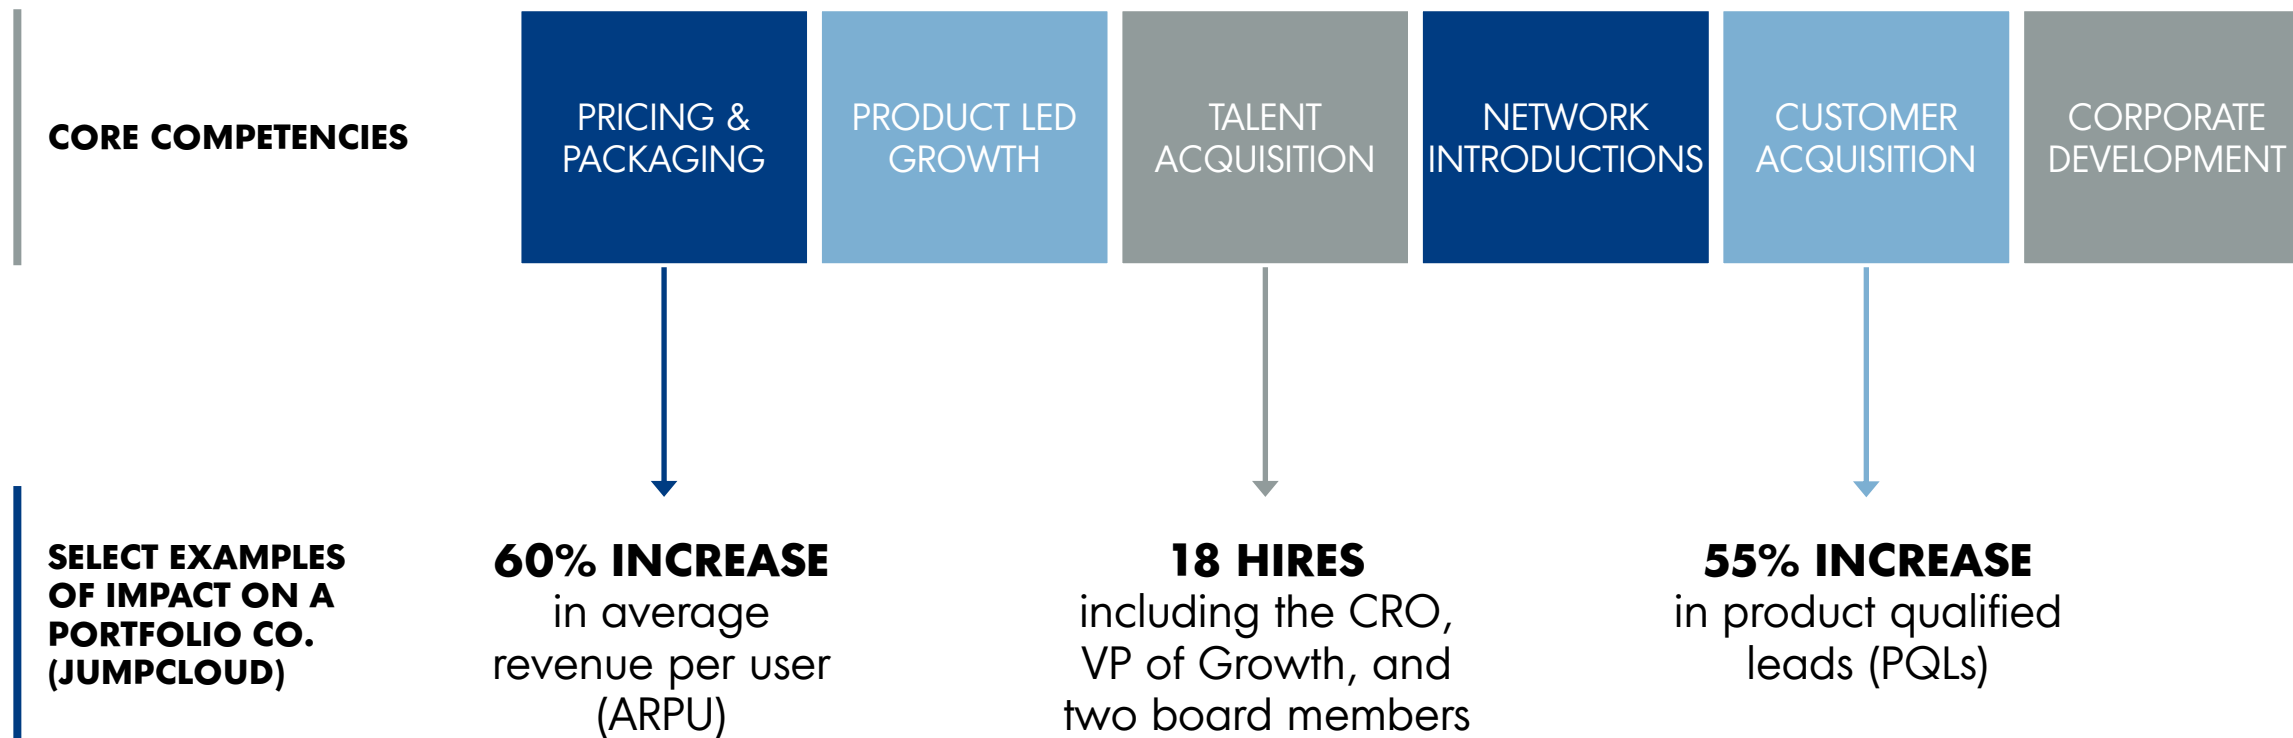 CORE COMPETENCIES
PRICING &
PACKAGING
PRODUCT LED
GROWTH
TALENT
ACQUISITION
NETWORK
INTRODUCTIONS
CUSTOMER
ACQUISITION
CORPORATE
DEVELOPMENT
SELECT EXAMPLES
OF IMPACT ON A
PORTFOLIO CO.
(JUMPCLOUD)
60% INCREASE
in average
revenue per user
(ARPU)
18 HIRES
including the CRO,
VP of Growth, and
two board members
55% INCREASE
in product qualified
leads (PQLs)